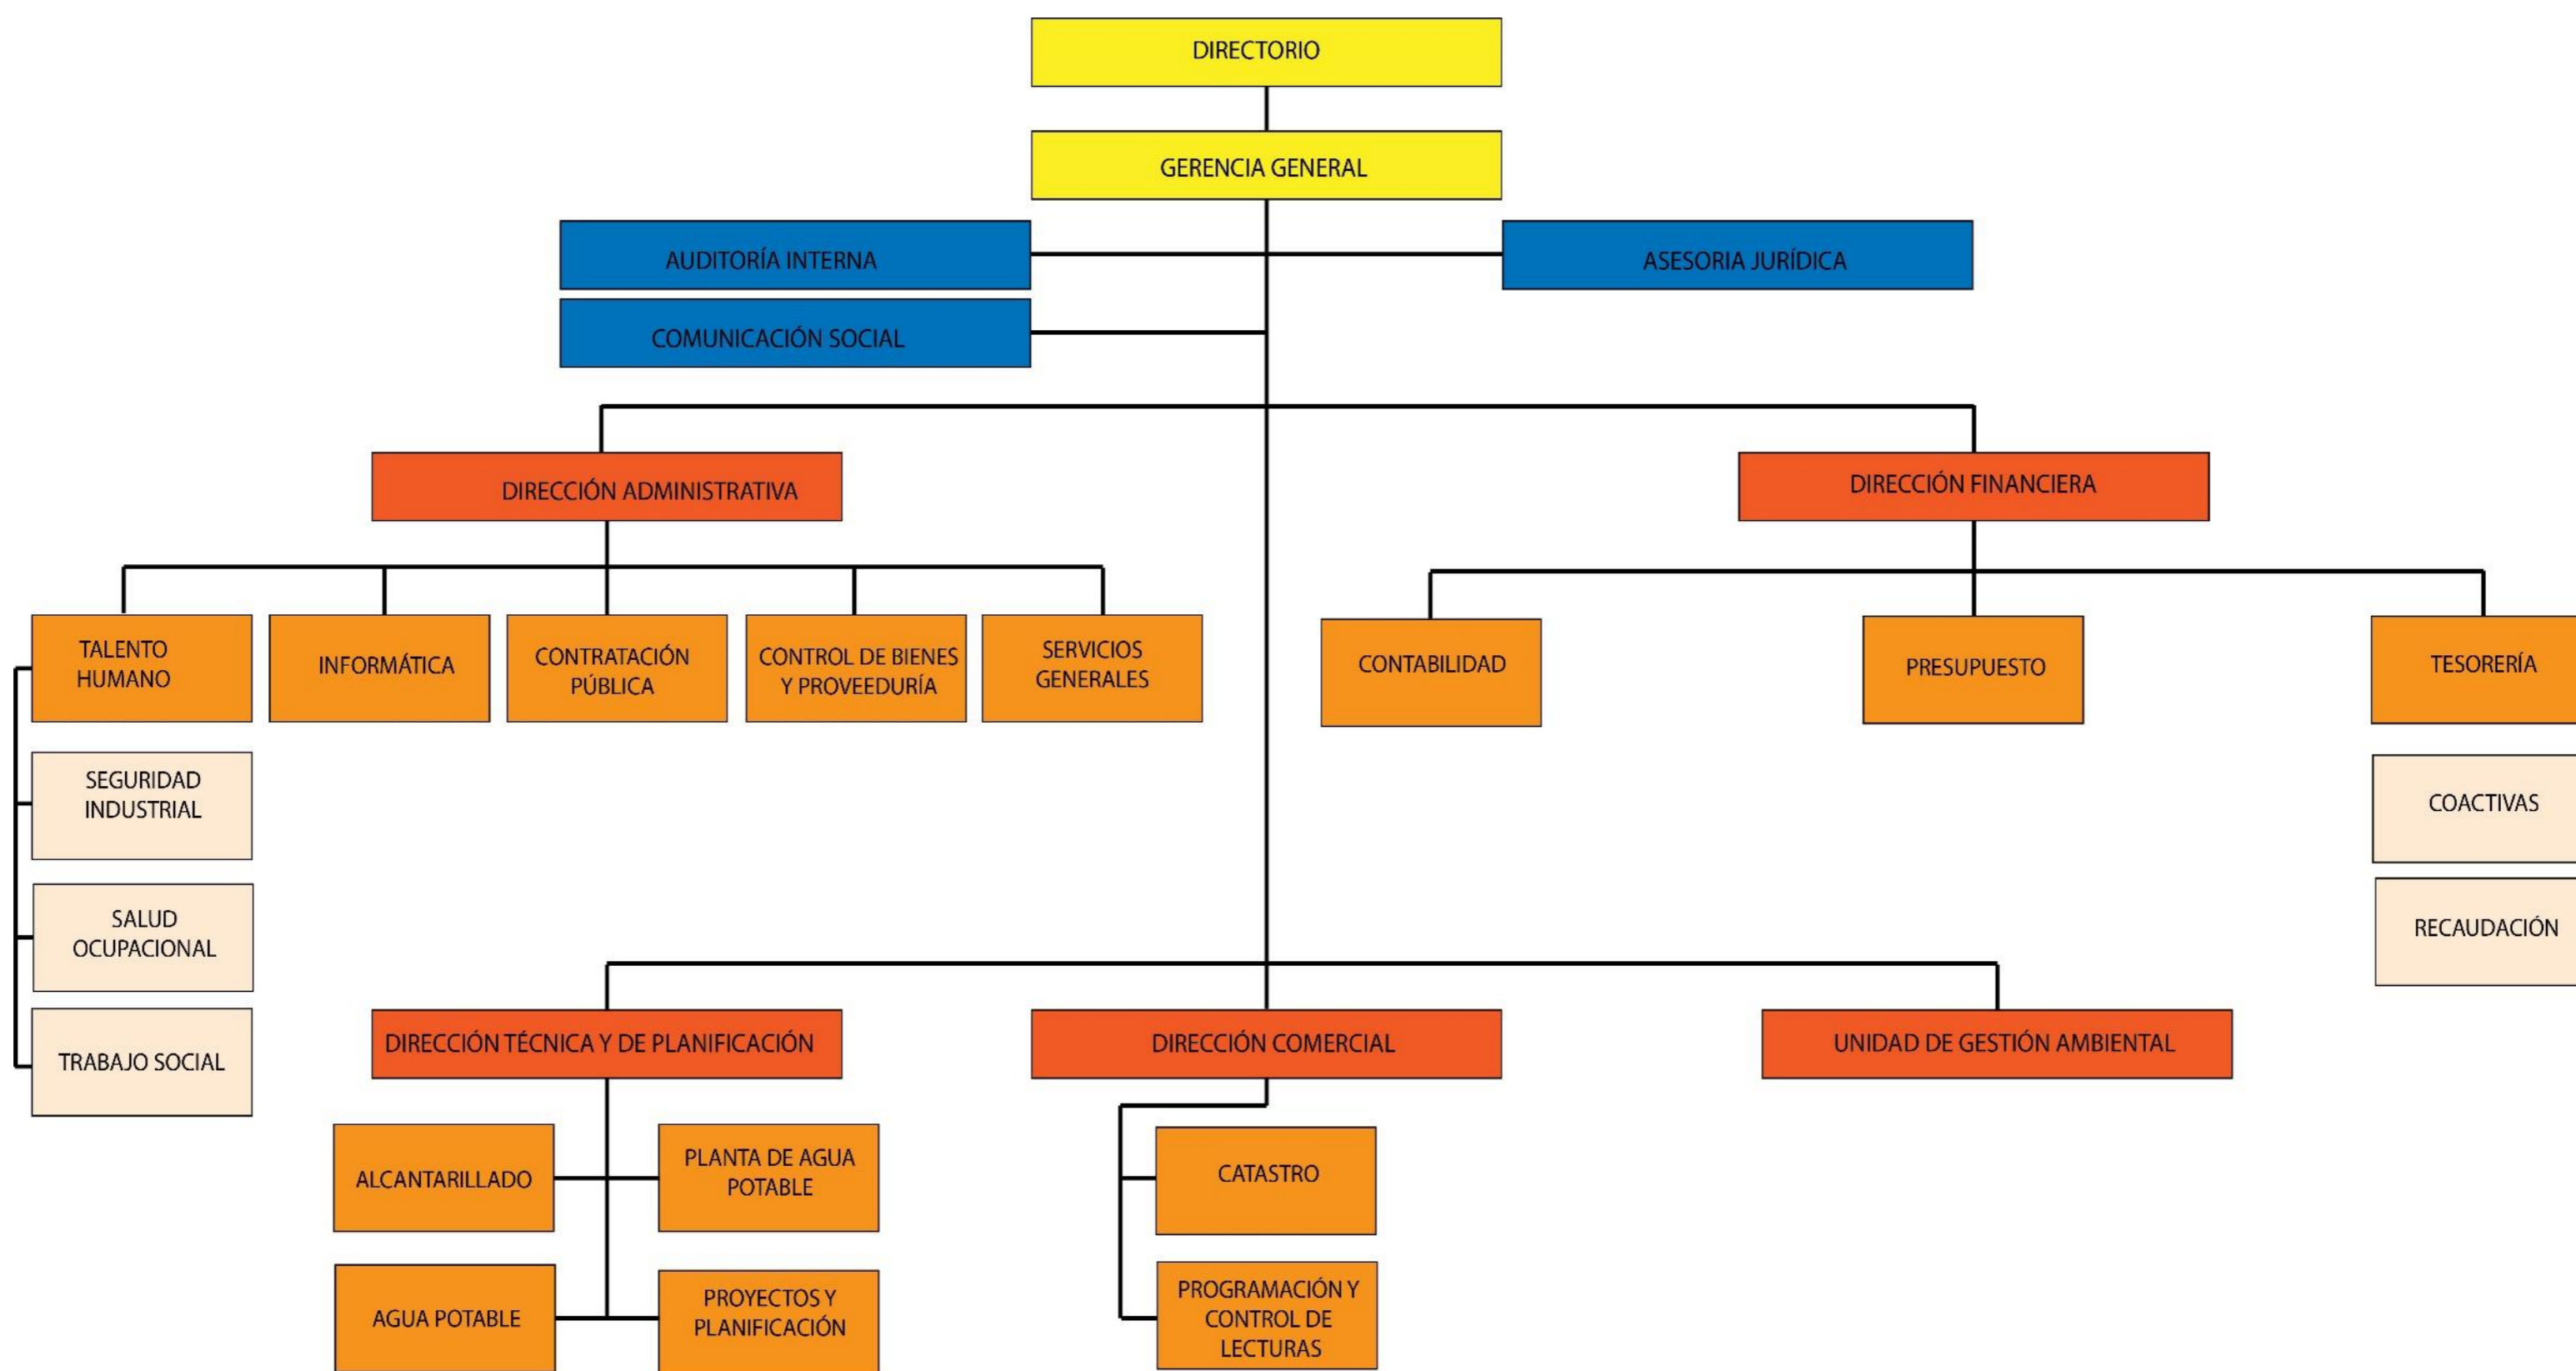 DIRECTORIO
GERENCIA GENERAL
AUDITORÍA INTERNA
ASESORIA JURÍDICA
COMUNICACIÓN SOCIAL
DIRECCIÓN ADMINISTRATIVA
DIRECCIÓN FINANCIERA
TALENTO
HUMANO
INFORMÁTICA
CONTRATACIÓN
PÚBLICA
CONTROL DE BIENES
Y PROVEEDURÍA
SERVICIOS
GENERALES
CONTABILIDAD
PRESUPUESTO
TESORERÍA
SEGURIDAD
INDUSTRIAL
COACTIVAS
SALUD
OCUPACIONAL
RECAUDACIÓN
TRABAJO SOCIAL
DIRECCIÓN TÉCNICA Y DE PLANIFICACIÓN
DIRECCIÓN COMERCIAL
UNIDAD DE GESTIÓN AMBIENTAL
ALCANTARILLADO
PLANTA DE AGUA
POTABLE
CATASTRO
AGUA POTABLE
PROYECTOS Y
PLANIFICACIÓN
PROGRAMACIÓN Y
CONTROL DE
LECTURAS